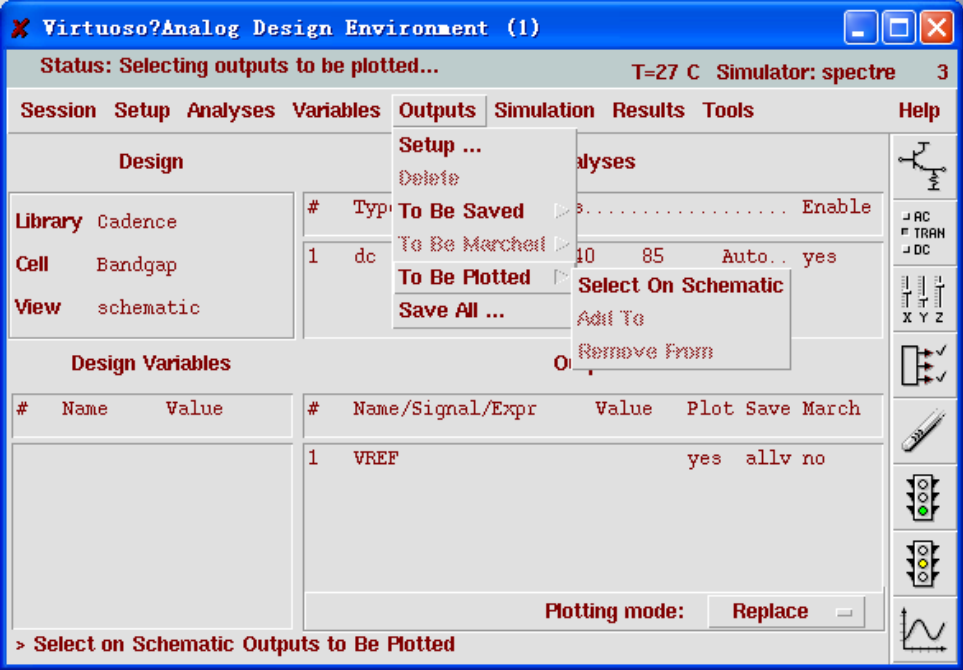 Virtuoso?Analog Design Environment (1)
Status: Selecting outputs to be plotted...
T=27 C Simulator: spectre 3
Session Setup Analyses Variables Outputs Simulation Results Tools Help
Setup ...
Delete
To Be Saved
To Be Marched
To Be Plotted
Save All ...
Select On Schematic
Add To
Remove From
Design
Library Cadence
Cell Bandgap
View schematic
# Enable
1 dc 85 Auto.. yes
Design Variables
# Name Value
# Name/Signal/Expr Value Plot Save March
1 VREF yes allv no
Plotting mode: Replace
> Select on Schematic Outputs to Be Plotted
AC
TRAN
DC
X Y Z